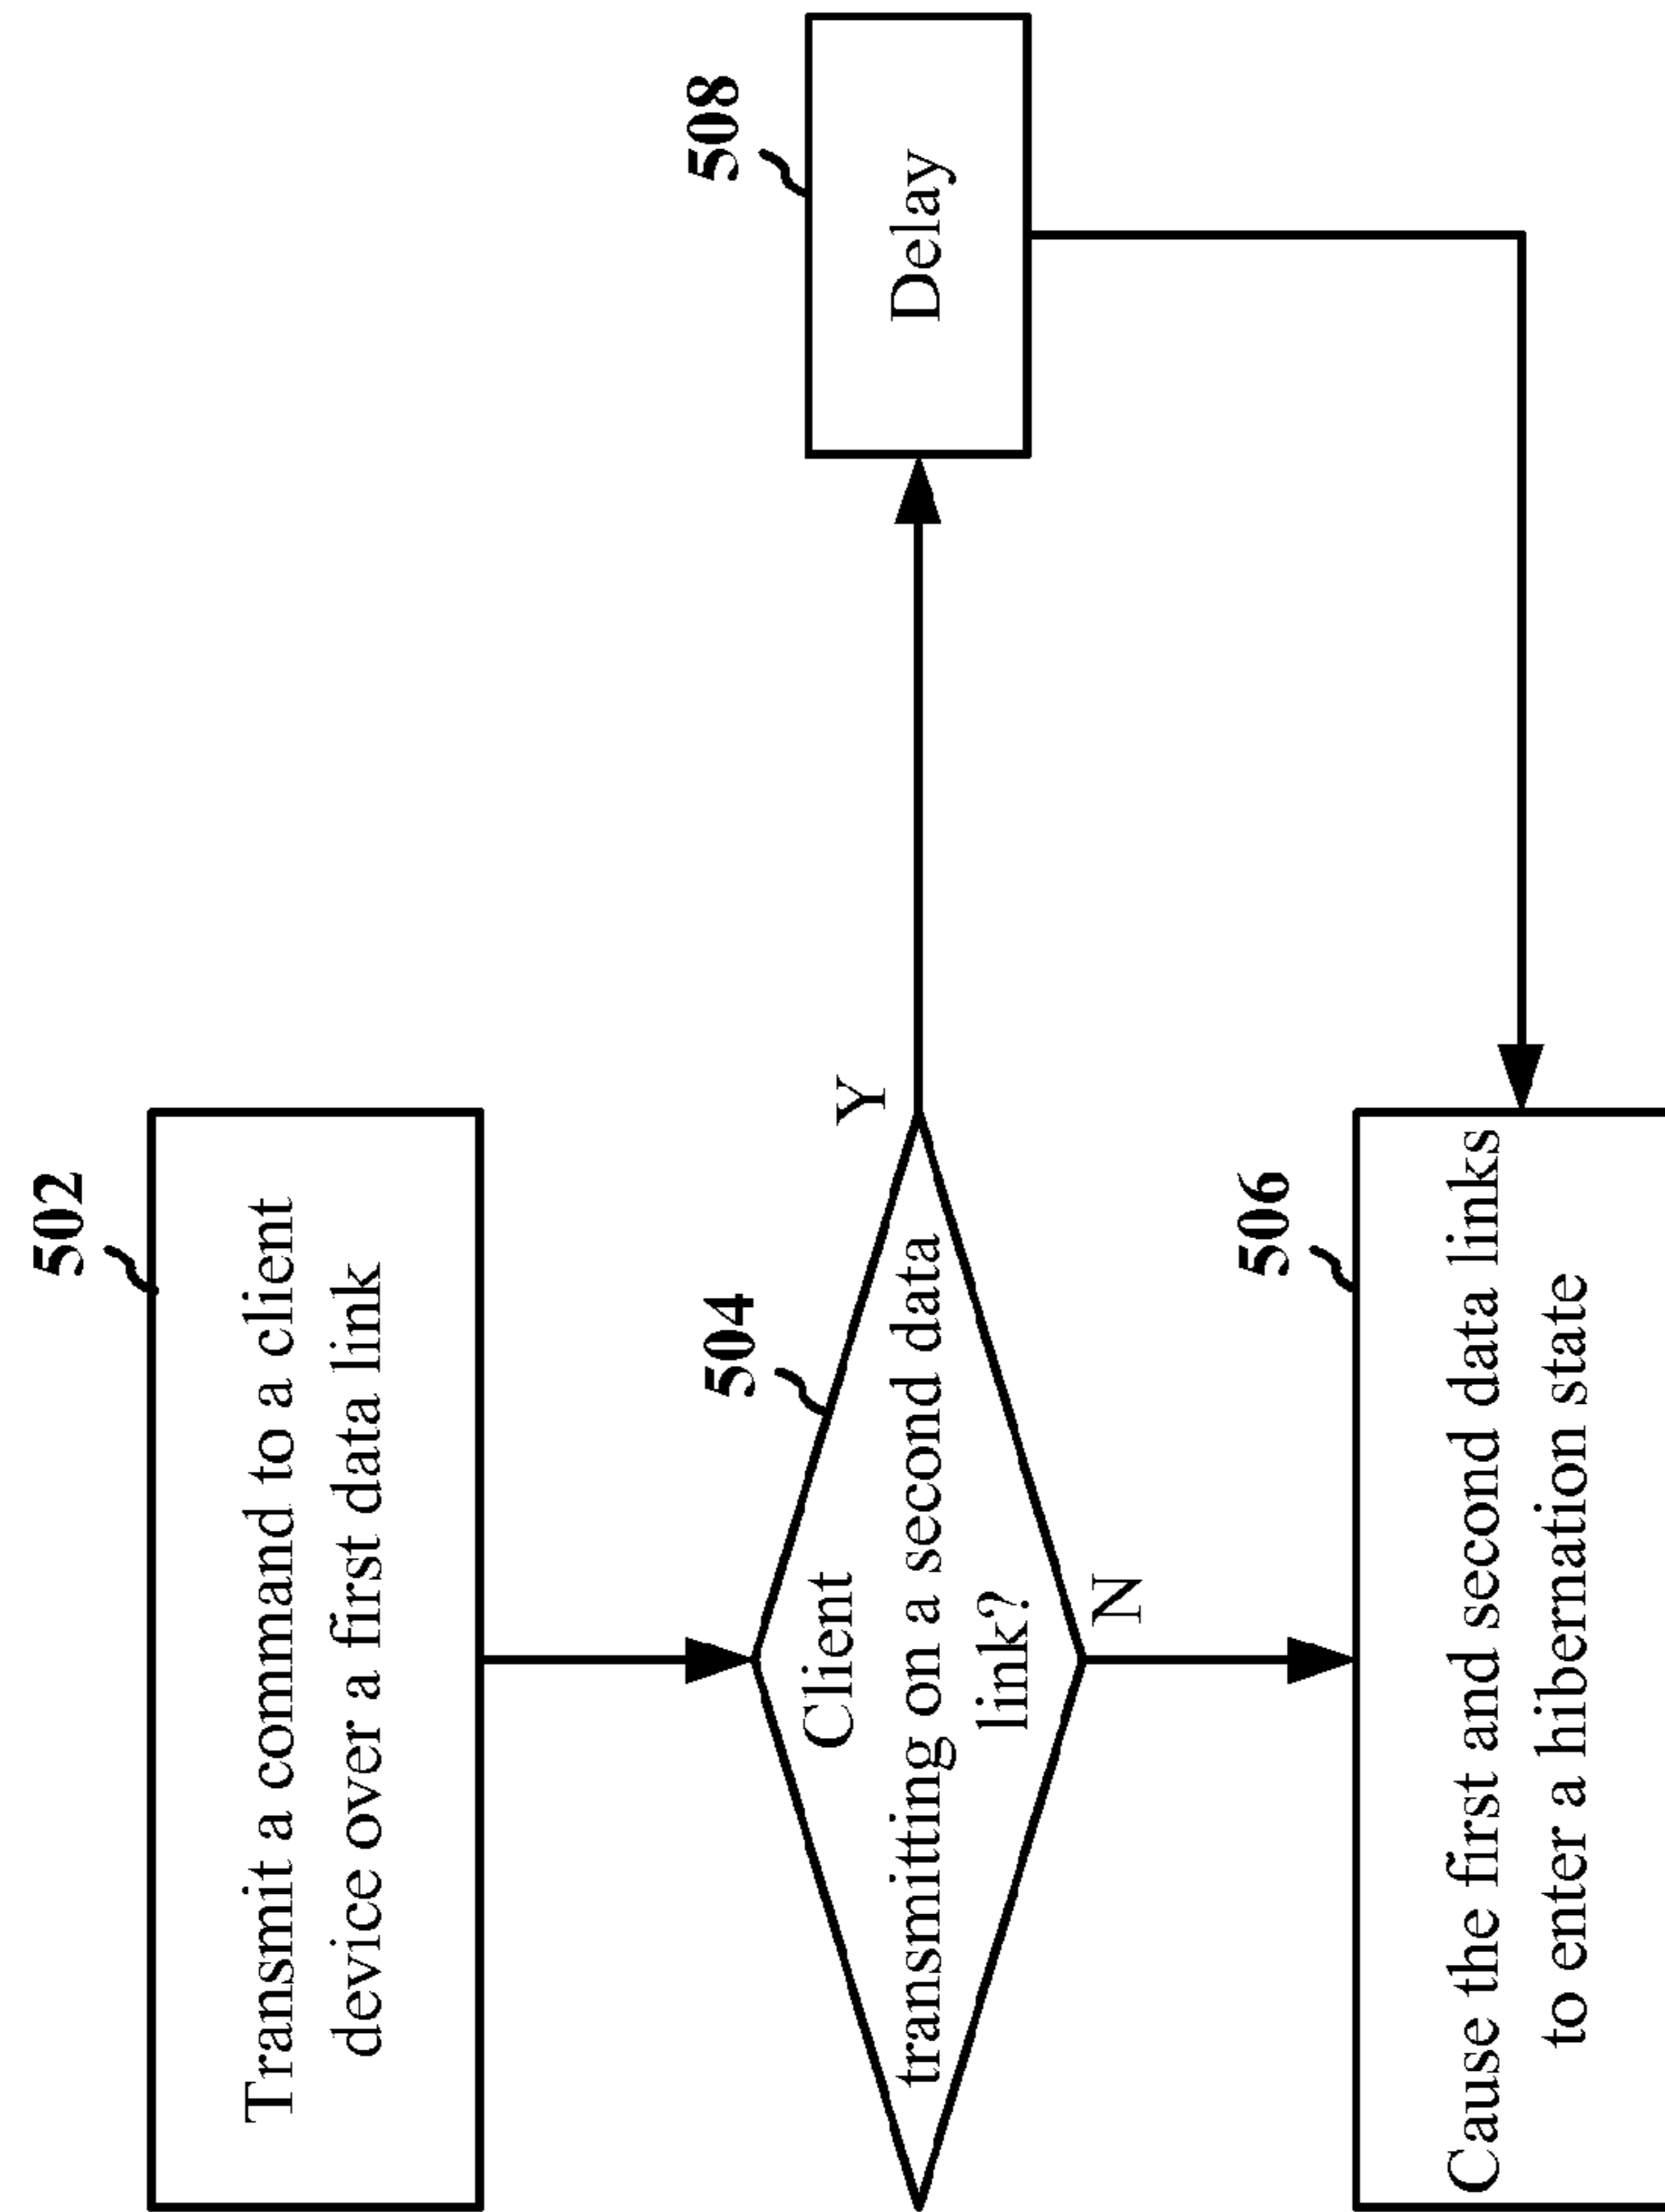 502
Transmit a command to a client
device over a first data link
504
Client
transmitting on a second data
link?
Y
508
Delay
N
506
Cause the first and second data links
to enter a hibernation state